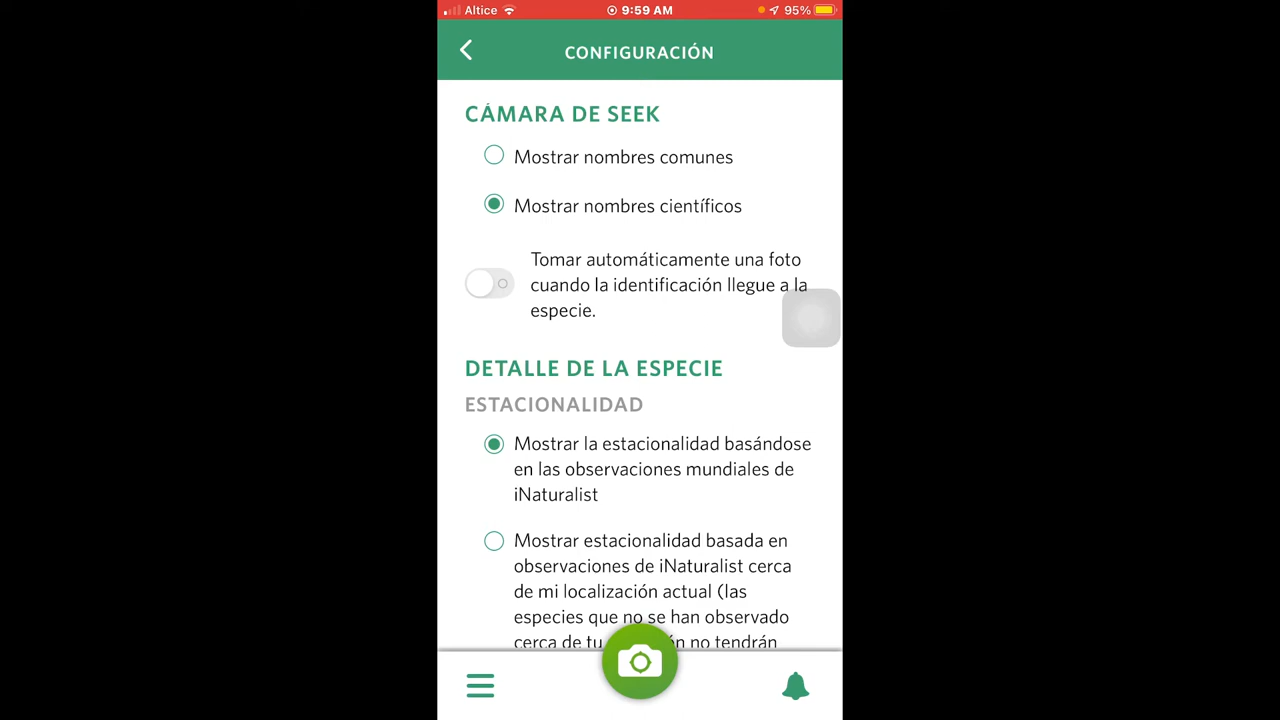 Altice
9:59 AM
95%
CONFIGURACIÓN
CÁMARA DE SEEK
Mostrar nombres comunes
Mostrar nombres científicos
Tomar automáticamente una foto
cuando la identificación llegue a la
especie.
DETALLE DE LA ESPECIE
ESTACIONALIDAD
Mostrar la estacionalidad basándose
en las observaciones mundiales de
iNaturalist
Mostrar estacionalidad basada en
observaciones de iNaturalist cerca
de mi localización actual (las
especies que no se han observado
cerca de tu no tendrán